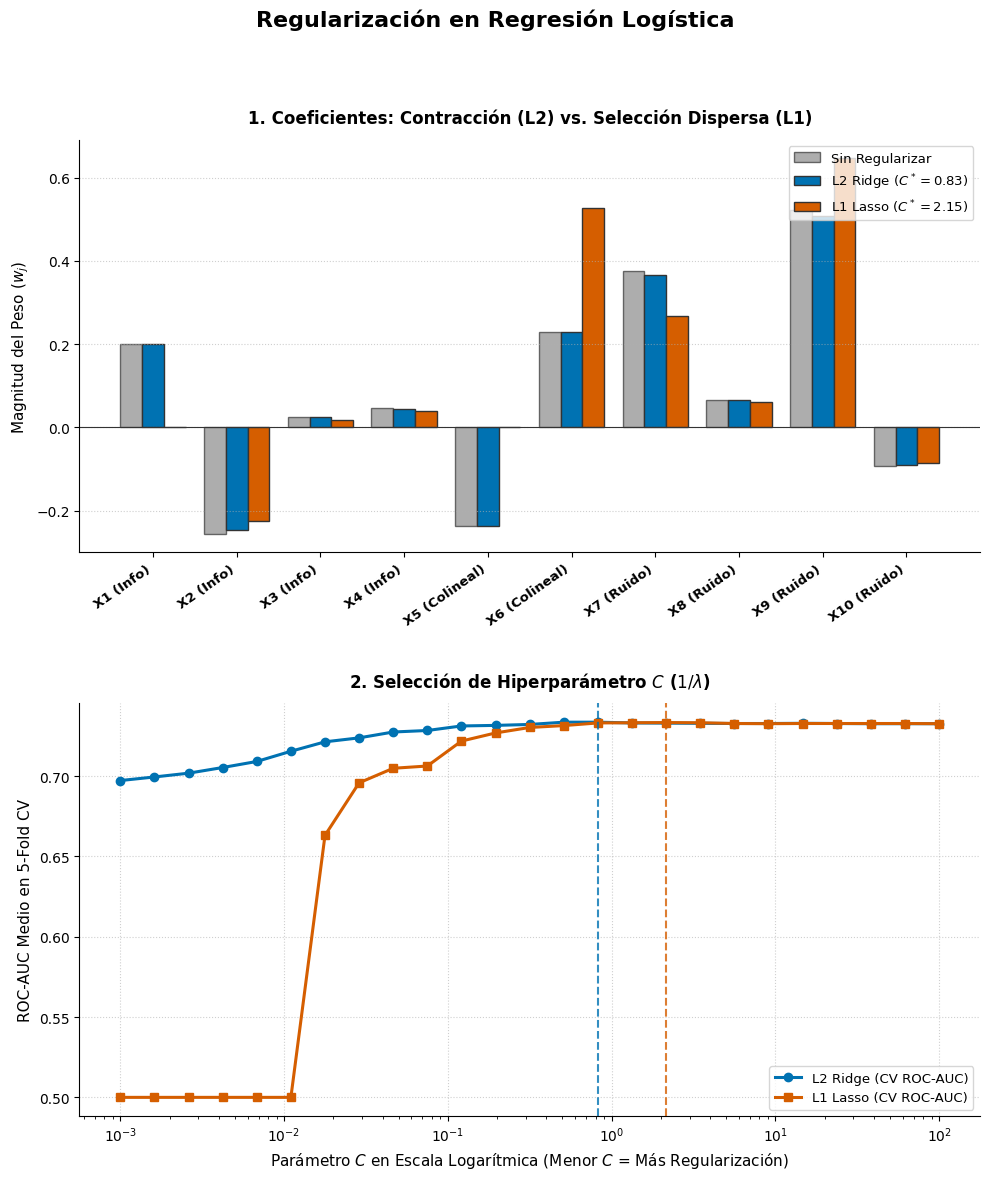 Regularización en Regresión Logística
1. Coeficientes: Contracción (L2) vs. Selección Dispersa (L1)
Sin Regularizar
L2 Ridge (C* = 0.83)
L1 Lasso (C* = 2.15)
Magnitud del Peso (w_j)
0.6
0.4
0.2
0.0
−0.2
X1 (Info)
X2 (Info)
X3 (Info)
X4 (Info)
X5 (Colineal)
X6 (Colineal)
X7 (Ruido)
X8 (Ruido)
X9 (Ruido)
X10 (Ruido)
2. Selección de Hiperparámetro C (1/λ)
ROC-AUC Medio en 5-Fold CV
0.70
0.65
0.60
0.55
0.50
L2 Ridge (CV ROC-AUC)
L1 Lasso (CV ROC-AUC)
10⁻³ 10⁻² 10⁻¹ 10⁰ 10¹ 10²
Parámetro C en Escala Logarítmica (Menor C = Más Regularización)